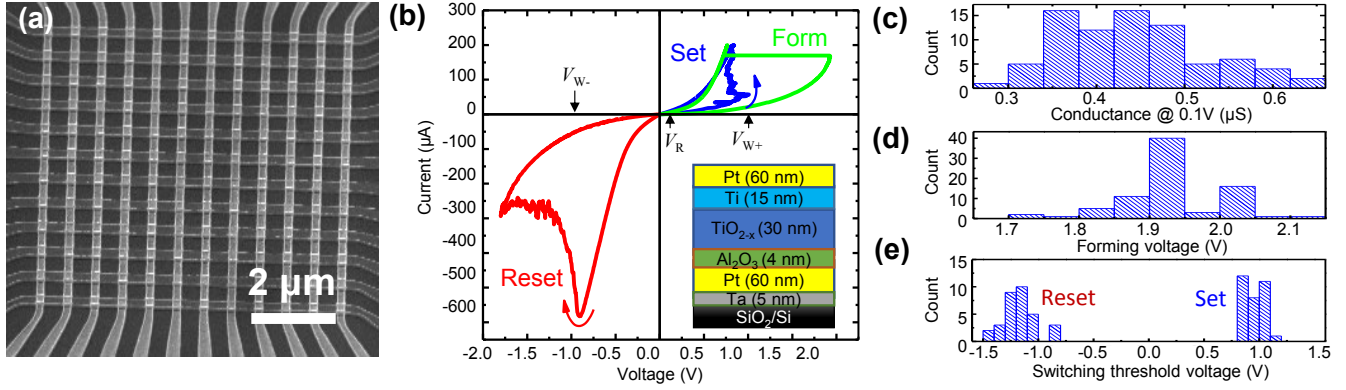 (a)
2 μm
(b)
300
200
100
0
-100
-200
-300
-400
-500
-600
Current (μA)
Set
Form
V_W-
V_R
V_W+
Reset
Pt (60 nm)
Ti (15 nm)
TiO₂₋ₓ (30 nm)
Al₂O₃ (4 nm)
Pt (60 nm)
Ta (5 nm)
SiO₂/Si
-2.0 -1.5 -1.0 -0.5 0.0 0.5 1.0 1.5 2.0
Voltage (V)
(c)
15
10
5
0
Count
0.3 0.4 0.5 0.6
Conductance @ 0.1V (μS)
(d)
40
30
20
10
0
Count
1.7 1.8 1.9 2.0 2.1
Forming voltage (V)
(e)
15
10
5
0
Count
Reset
Set
-1.5 -1.0 -0.5 0.0 0.5 1.0 1.5
Switching threshold voltage (V)